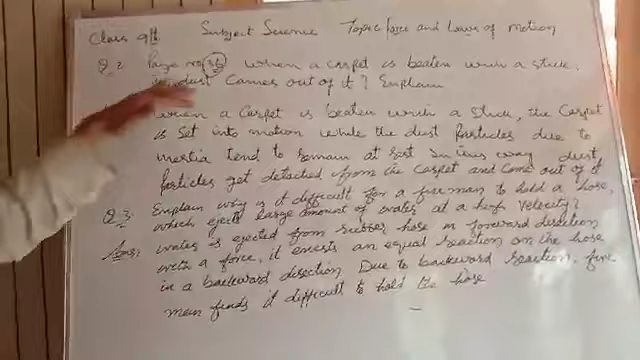 Class 9th Subject Science Topic force and Laws of Motion
Q.2 Page no (36) When a carpet is beaten with a stick,
dust comes out of it? Explain
when a Carpet is beaten with a Stick, the Carpet
is Set into motion while the dust Particles due to
inertia tend to Remain at rest In this way dust
Particles get detached from the carpet and come out of it
Q.3 Explain why is it difficult for a fireman to hold a hose,
which ejects large amount of water at a high velocity?
Ans: water is ejected from rubber hose in forward direction
with a force, it exerts an equal reaction on the hose
in a backward direction Due to backward reaction, fire
man finds it difficult to hold the hose